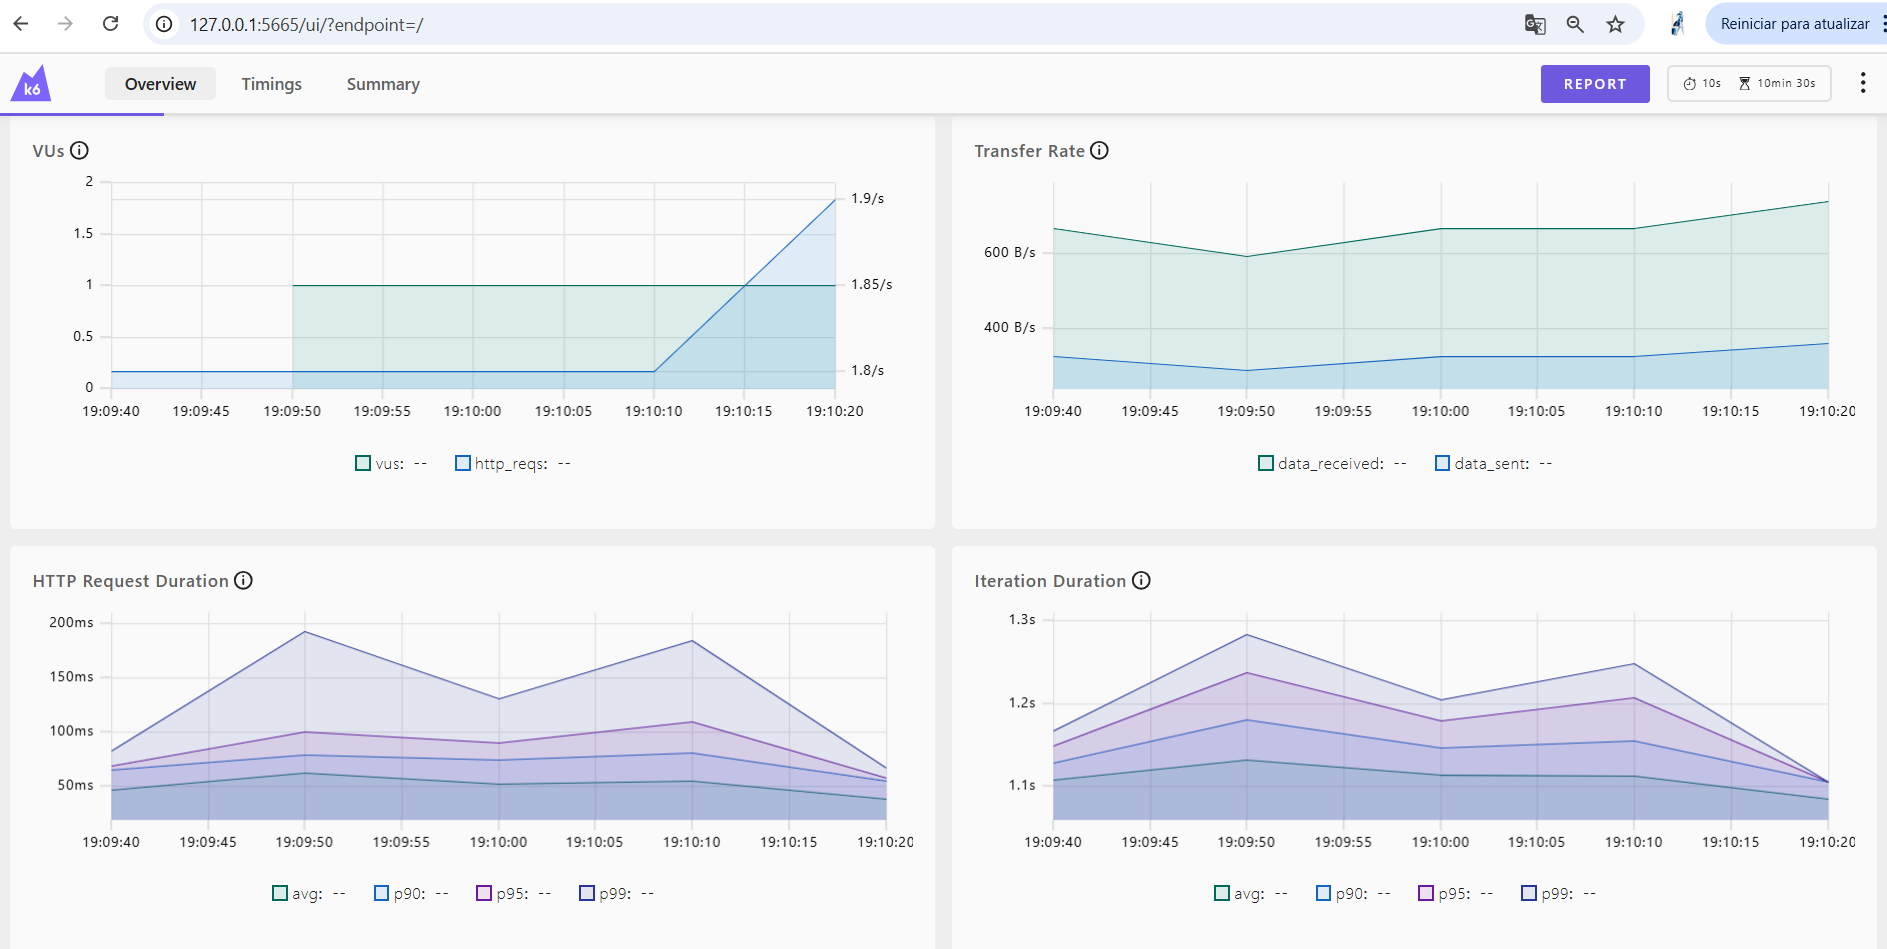 127.0.0.1:5665/ui/?endpoint=/
Reiniciar para atualizar
k6
Overview
Timings
Summary
REPORT
10s
10min 30s
VUs
2
1.5
1
0.5
0
1.9/s
1.85/s
1.8/s
19:09:40 19:09:45 19:09:50 19:09:55 19:10:00 19:10:05 19:10:10 19:10:15 19:10:20
vus: -- http_reqs: --
Transfer Rate
600 B/s
400 B/s
19:09:40 19:09:45 19:09:50 19:09:55 19:10:00 19:10:05 19:10:10 19:10:15 19:10:20
data_received: -- data_sent: --
HTTP Request Duration
200ms
150ms
100ms
50ms
19:09:40 19:09:45 19:09:50 19:09:55 19:10:00 19:10:05 19:10:10 19:10:15 19:10:20
avg: -- p90: -- p95: -- p99: --
Iteration Duration
1.3s
1.2s
1.1s
19:09:40 19:09:45 19:09:50 19:09:55 19:10:00 19:10:05 19:10:10 19:10:15 19:10:20
avg: -- p90: -- p95: -- p99: --